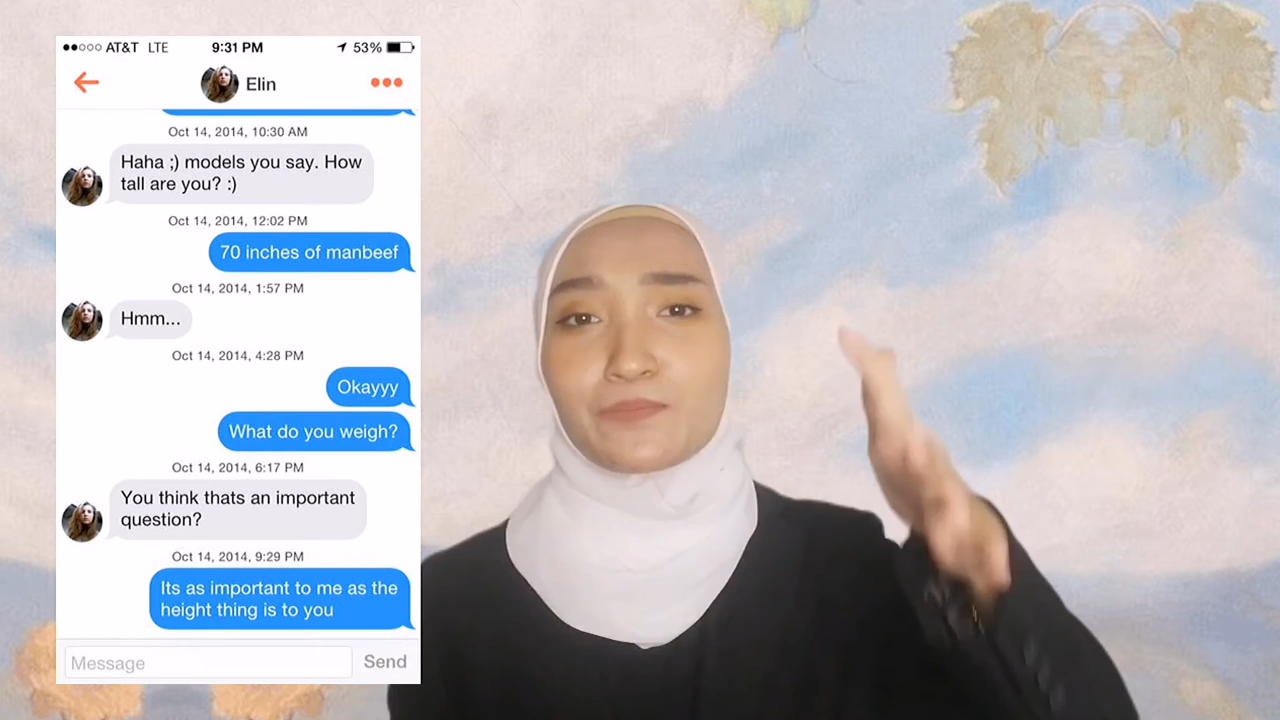 AT&T LTE 9:31 PM 53%
Elin
Oct 14, 2014, 10:30 AM
Haha ;) models you say. How
tall are you? :)
Oct 14, 2014, 12:02 PM
70 inches of manbeef
Oct 14, 2014, 1:57 PM
Hmm...
Oct 14, 2014, 4:28 PM
Okayyy
What do you weigh?
Oct 14, 2014, 6:17 PM
You think thats an important
question?
Oct 14, 2014, 9:29 PM
Its as important to me as the
height thing is to you
Message Send